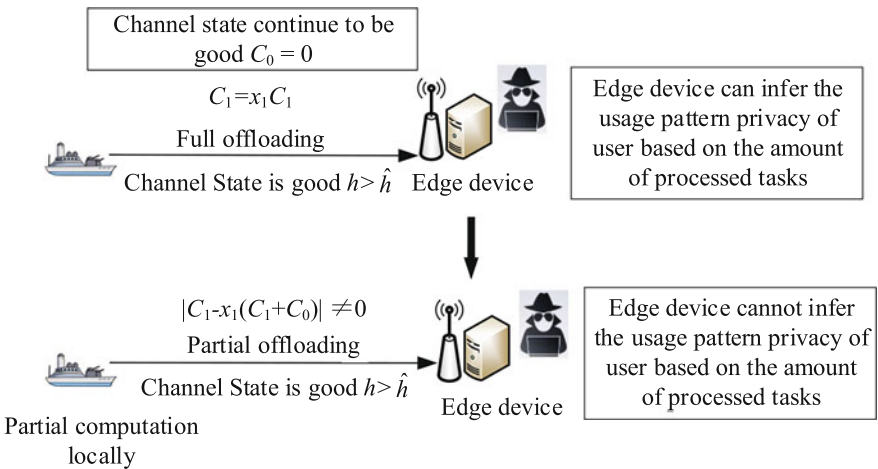 Channel state continue to be
good C₀ = 0
C₁=x₁C₁
Full offloading
Channel State is good h> ĥ
Edge device
Edge device can infer the
usage pattern privacy of
user based on the amount
of processed tasks
|C₁-x₁(C₁+C₀)| ≠0
Partial offloading
Channel State is good h> ĥ
Edge device
Partial computation
locally
Edge device cannot infer
the usage pattern privacy of
user based on the amount
of processed tasks